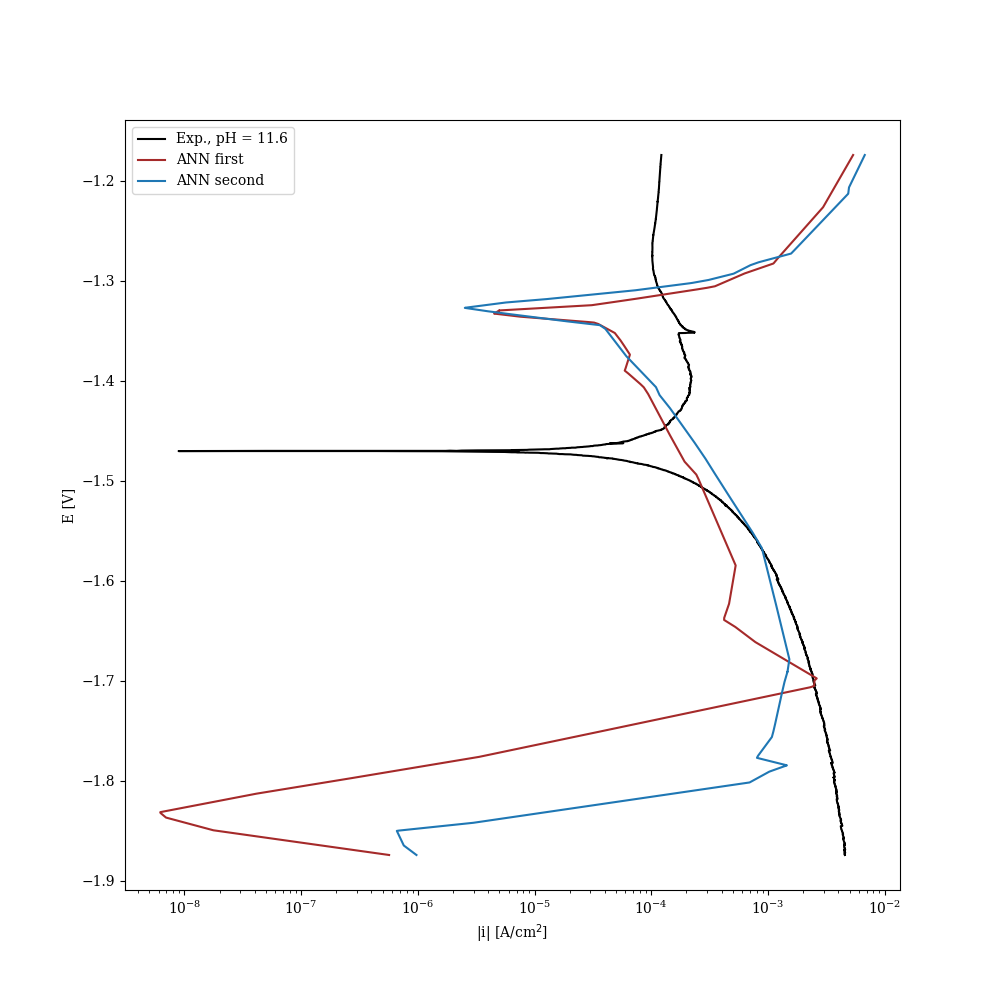 Exp., pH = 11.6
ANN first
ANN second
−1.2
−1.3
−1.4
−1.5
−1.6
−1.7
−1.8
−1.9
E [V]
10⁻⁸ 10⁻⁷ 10⁻⁶ 10⁻⁵ 10⁻⁴ 10⁻³ 10⁻²
|i| [A/cm²]